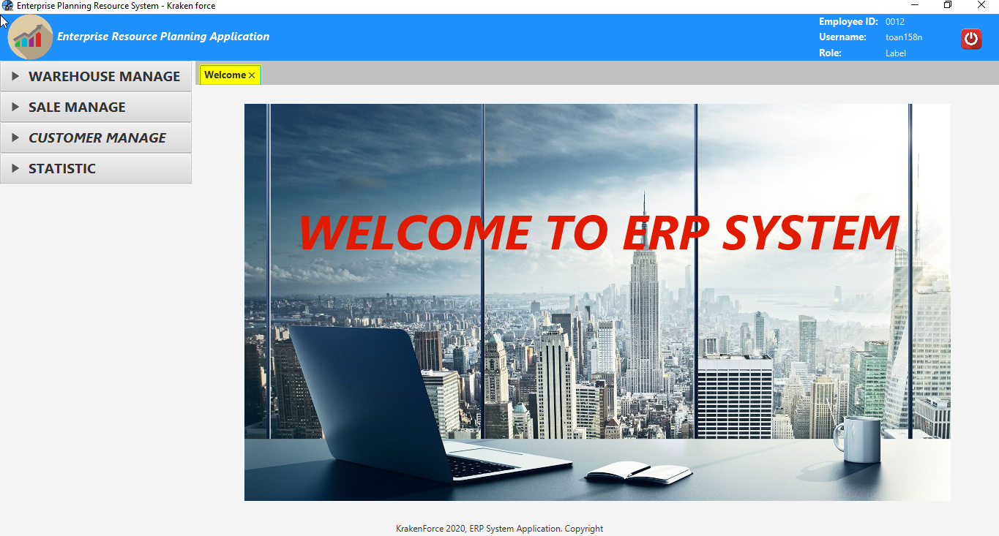 Enterprise Planning Resource System - Kraken force
Enterprise Resource Planning Application
Employee ID: 0012
Username: toan158n
Role: Label
WAREHOUSE MANAGE
SALE MANAGE
CUSTOMER MANAGE
STATISTIC
Welcome
WELCOME TO ERP SYSTEM
KrakenForce 2020, ERP System Application. Copyright